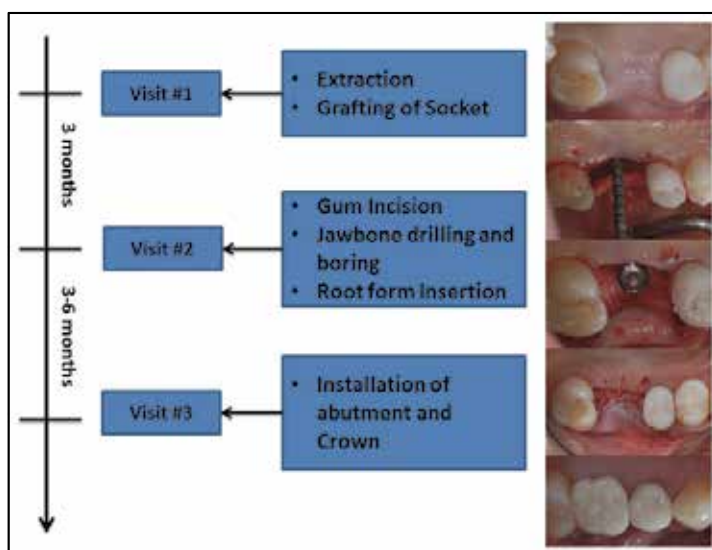 Visit #1
• Extraction
• Grafting of Socket
3 months
Visit #2
• Gum Incision
• Jawbone drilling and
boring
• Root form Insertion
3-6 months
Visit #3
• Installation of
abutment and
Crown